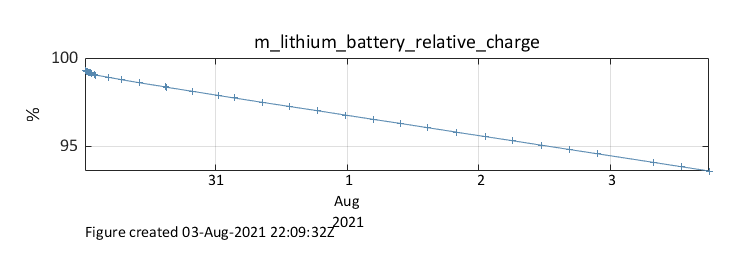 m_lithium_battery_relative_charge
100
%
95
31 1 2 3
Aug
2021
Figure created 03-Aug-2021 22:09:32Z